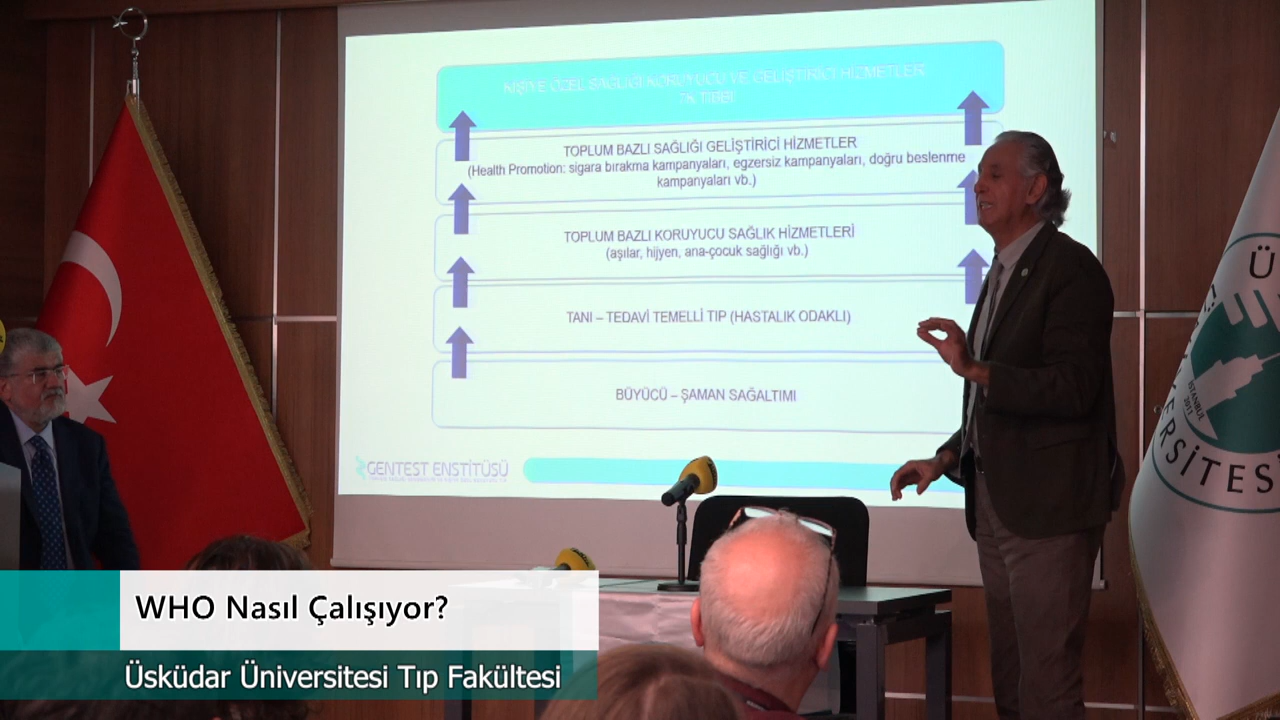 KİŞİYE ÖZEL SAĞLIĞI KORUYUCU VE GELİŞTİRİCİ HİZMETLER
TOPLUM BAZLI SAĞLIĞI GELİŞTİRİCİ HİZMETLER
(Health Promotion: sigara bırakma kampanyaları, egzersiz kampanyaları, doğru beslenme
kampanyaları vb.)
TOPLUM BAZLI KORUYUCU SAĞLIK HİZMETLERİ
(aşılar, hijyen, ana-çocuk sağlığı vb.)
TANI – TEDAVİ TEMELLİ TIP (HASTALIK ODAKLI)
BÜYÜCÜ – ŞAMAN SAĞALTIMI
GENTEST ENSTİTÜSÜ
İSTANBUL
2011
WHO Nasıl Çalışıyor?
Üsküdar Üniversitesi Tıp Fakültesi